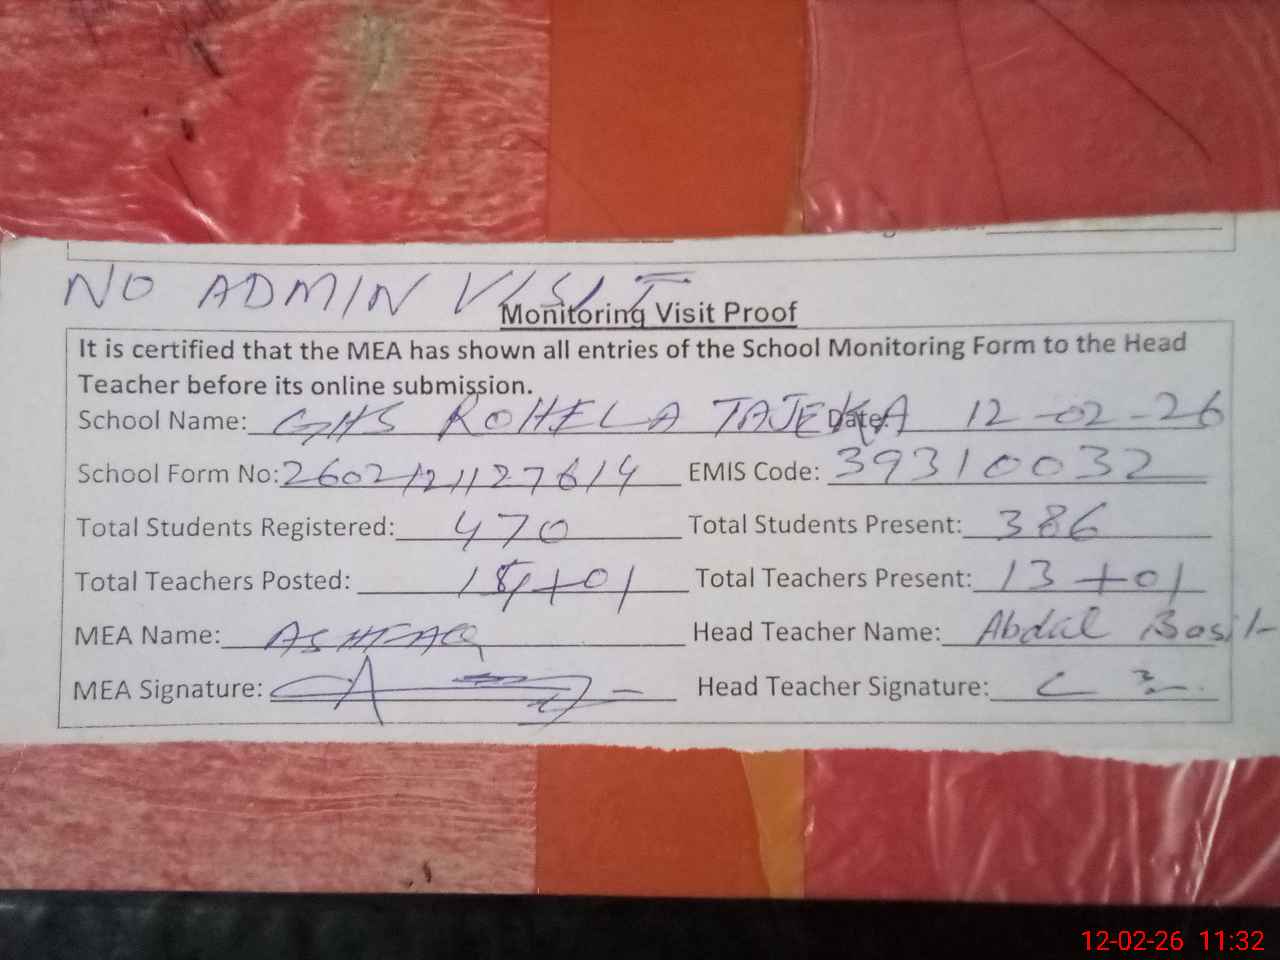 NO ADMIN VISIT
Monitoring Visit Proof
It is certified that the MEA has shown all entries of the School Monitoring Form to the Head
Teacher before its online submission.
School Name: GHS ROHELA TAJEKA Date: 12-02-26
School Form No: 26021211127614 EMIS Code: 39310032
Total Students Registered: 470 Total Students Present: 386
Total Teachers Posted: +01 Total Teachers Present: 13+01
MEA Name: ASHFAQ Head Teacher Name: Abdul Basit
MEA Signature: Head Teacher Signature:
12-02-26 11:32